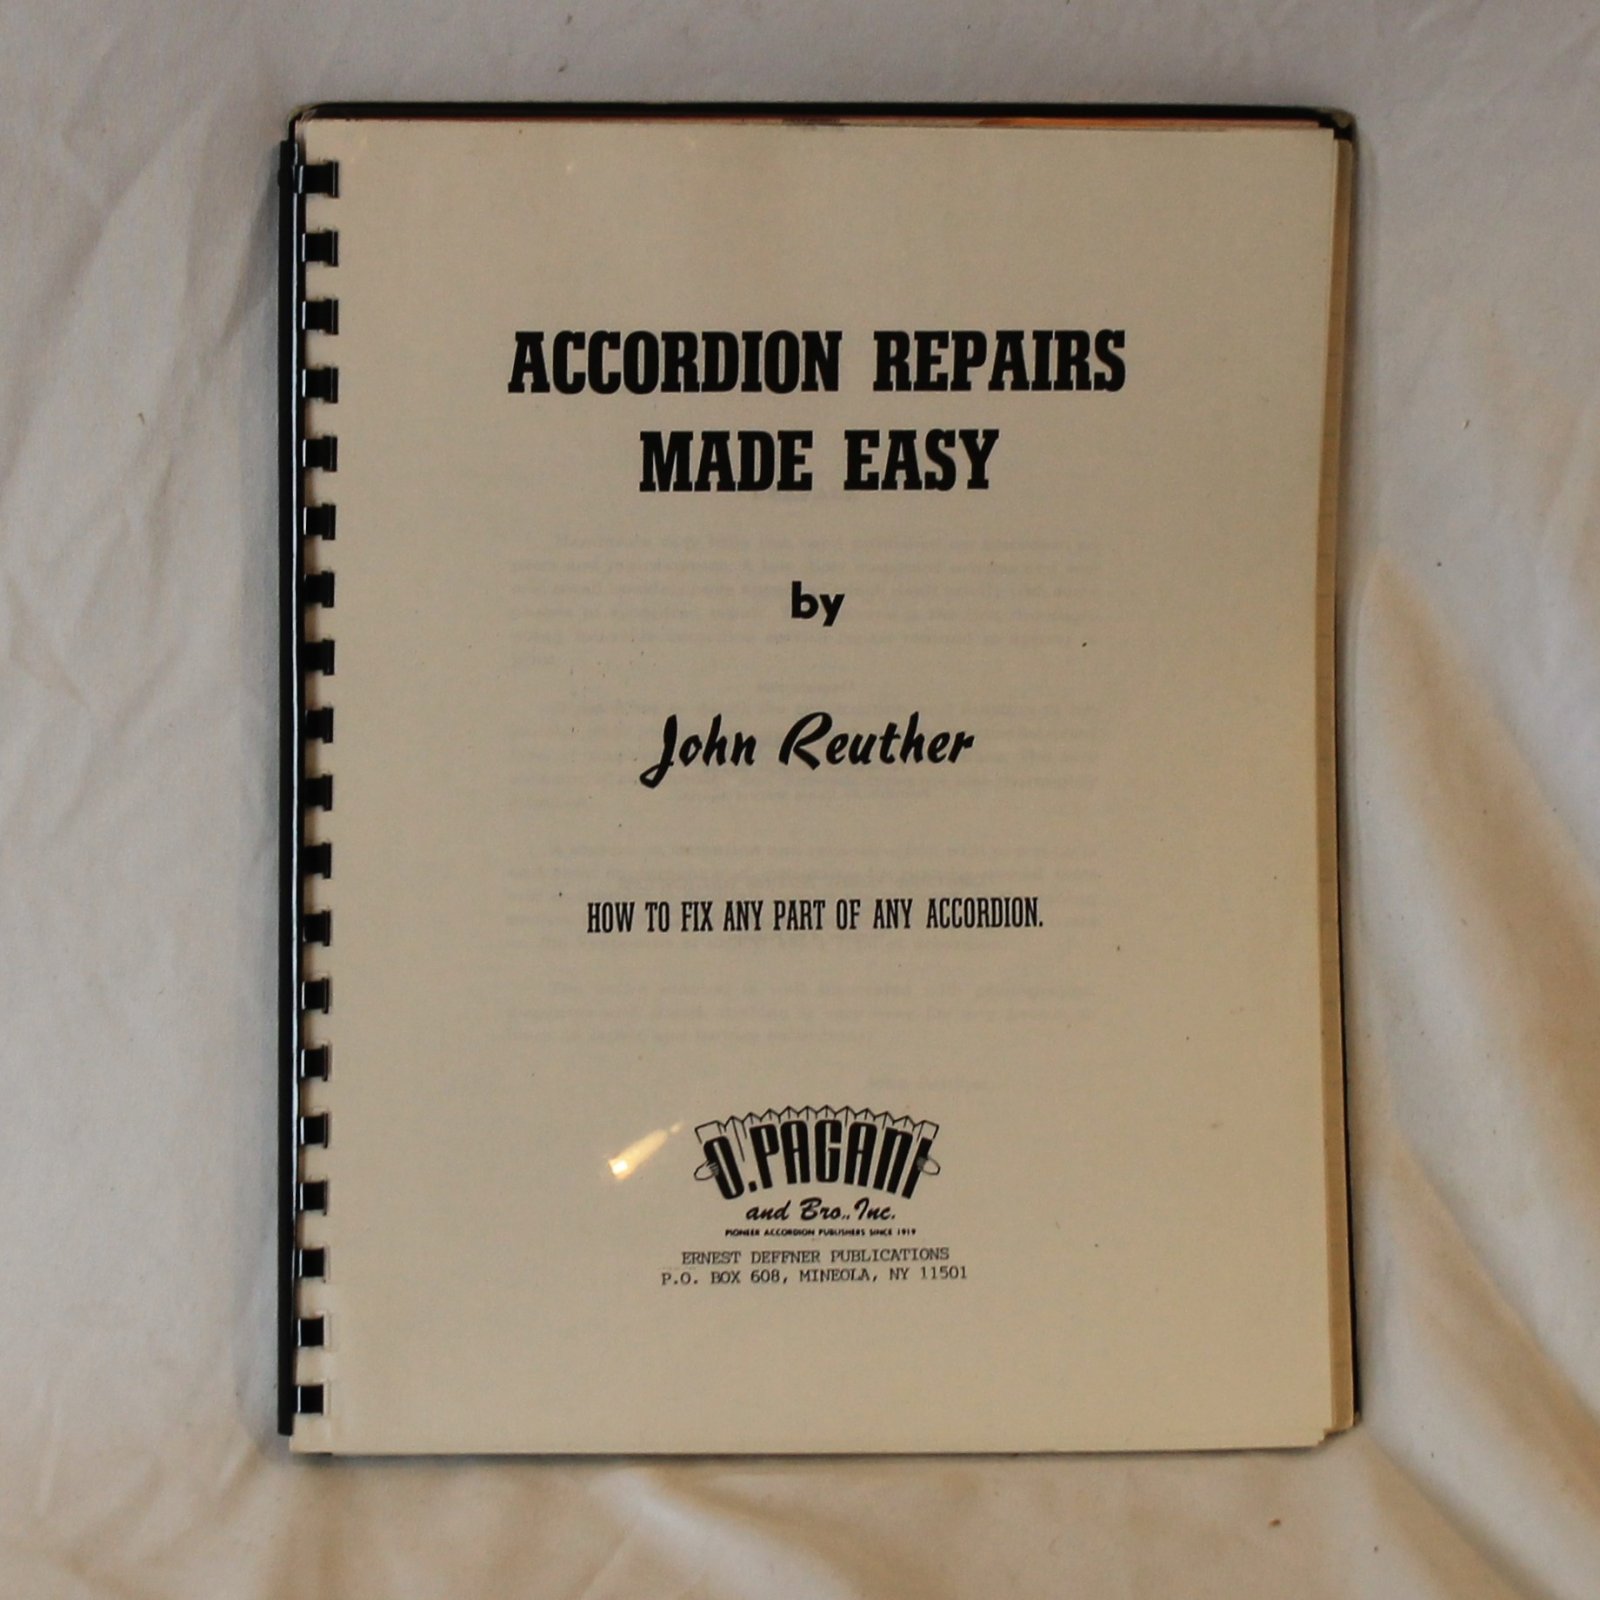 ACCORDION REPAIRS
MADE EASY
by
John Reuther
HOW TO FIX ANY PART OF ANY ACCORDION.
O. PAGANI
and Bro., Inc.
PIONEER ACCORDION PUBLISHERS SINCE 1919
ERNEST DEFFNER PUBLICATIONS
P.O. BOX 608, MINEOLA, NY 11501